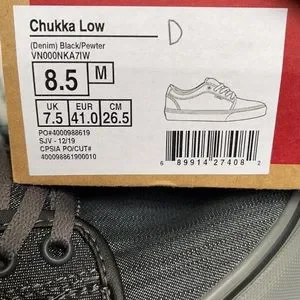 Chukka Low
D
(Denim) Black/Pewter
VN000NKA7IW
8.5 M
UK EUR CM
7.5 41.0 26.5
PO#4000988619
SJV - 12/19
CPSIA PO/CUT#
400098861900010
6 89914 27408 2